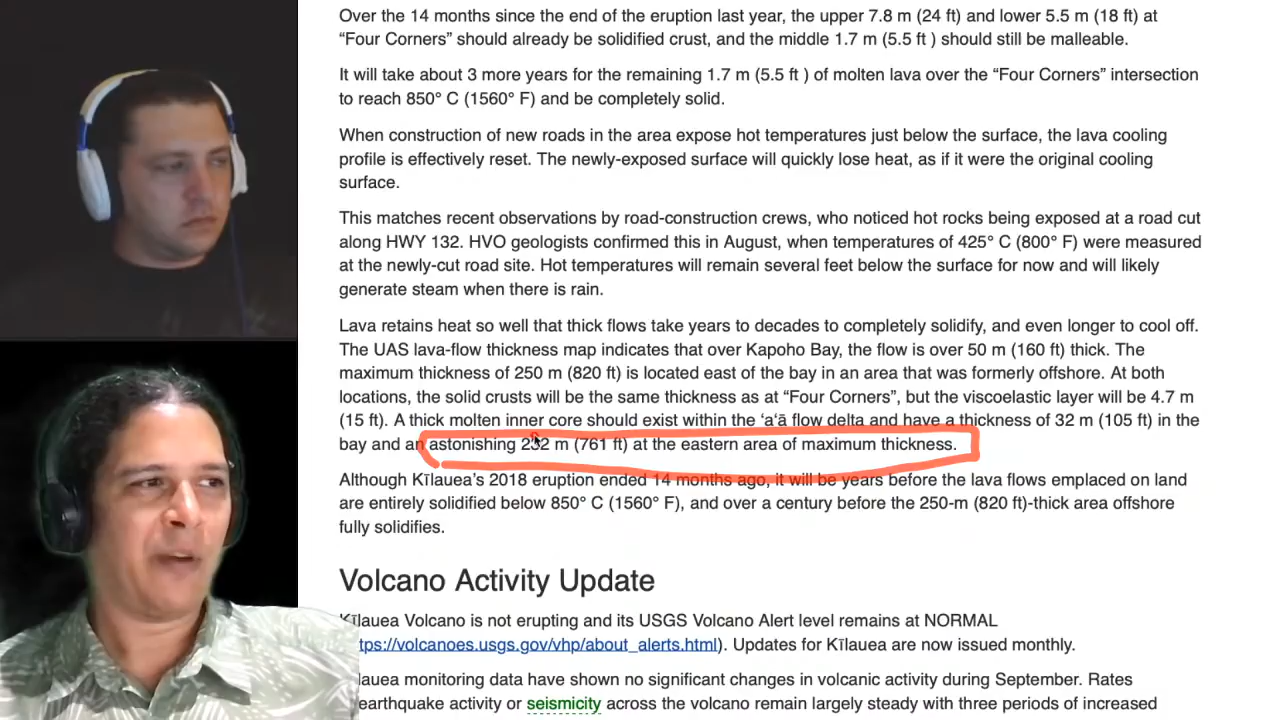 Over the 14 months since the end of the eruption last year, the upper 7.8 m (24 ft) and lower 5.5 m (18 ft) at
“Four Corners” should already be solidified crust, and the middle 1.7 m (5.5 ft ) should still be malleable.
It will take about 3 more years for the remaining 1.7 m (5.5 ft ) of molten lava over the “Four Corners” intersection
to reach 850° C (1560° F) and be completely solid.
When construction of new roads in the area expose hot temperatures just below the surface, the lava cooling
profile is effectively reset. The newly-exposed surface will quickly lose heat, as if it were the original cooling
surface.
This matches recent observations by road-construction crews, who noticed hot rocks being exposed at a road cut
along HWY 132. HVO geologists confirmed this in August, when temperatures of 425° C (800° F) were measured
at the newly-cut road site. Hot temperatures will remain several feet below the surface for now and will likely
generate steam when there is rain.
Lava retains heat so well that thick flows take years to decades to completely solidify, and even longer to cool off.
The UAS lava-flow thickness map indicates that over Kapoho Bay, the flow is over 50 m (160 ft) thick. The
maximum thickness of 250 m (820 ft) is located east of the bay in an area that was formerly offshore. At both
locations, the solid crusts will be the same thickness as at “Four Corners”, but the viscoelastic layer will be 4.7 m
(15 ft). A thick molten inner core should exist within the ‘a‘ā flow delta and have a thickness of 32 m (105 ft) in the
bay and an astonishing 232 m (761 ft) at the eastern area of maximum thickness.
Although Kīlauea’s 2018 eruption ended 14 months ago, it will be years before the lava flows emplaced on land
are entirely solidified below 850° C (1560° F), and over a century before the 250-m (820 ft)-thick area offshore
fully solidifies.
Volcano Activity Update
Kīlauea Volcano is not erupting and its USGS Volcano Alert level remains at NORMAL
tps://volcanoes.usgs.gov/vhp/about_alerts.html). Updates for Kīlauea are now issued monthly.
lauea monitoring data have shown no significant changes in volcanic activity during September. Rates
earthquake activity or seismicity across the volcano remain largely steady with three periods of increased